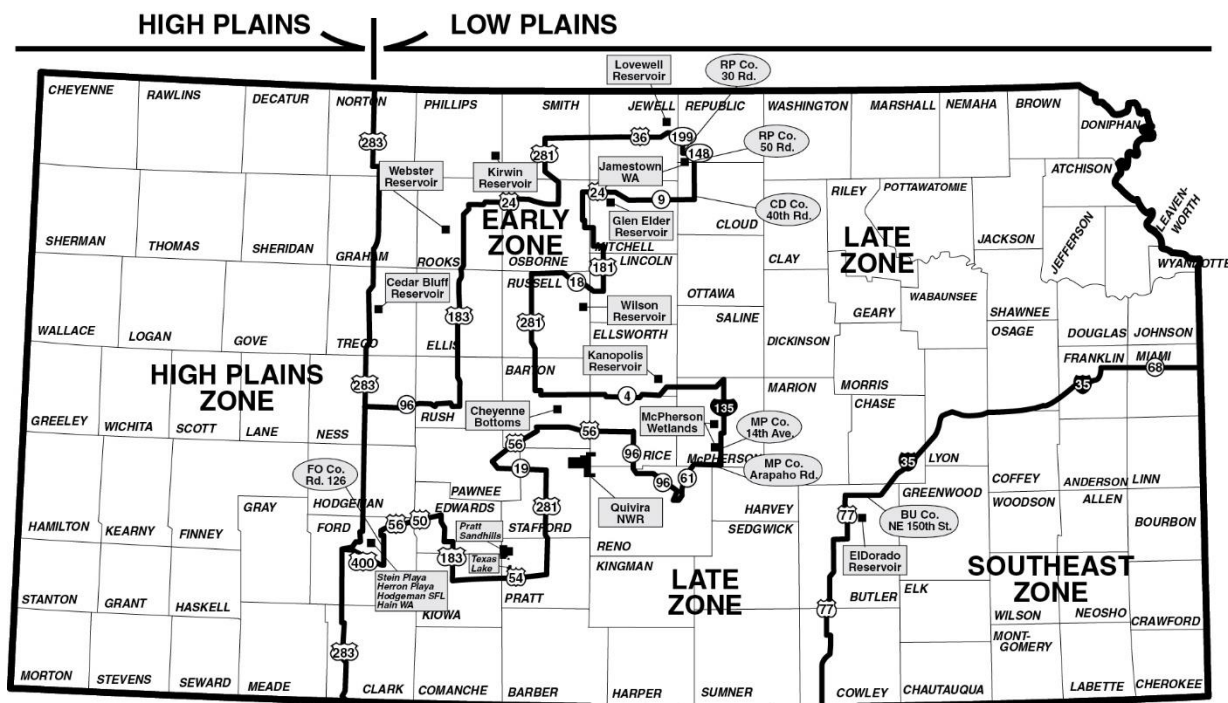 HIGH PLAINS
LOW PLAINS
Lovewell
Reservoir
RP Co.
30 Rd.
CHEYENNE
RAWLINS
DECATUR
NORTON
PHILLIPS
SMITH
JEWELL
REPUBLIC
WASHINGTON
MARSHALL
NEMAHA
BROWN
DONIPHAN
283
36
199
RP Co.
50 Rd.
281
148
Webster
Reservoir
Kirwin
Reservoir
Jamestown
WA
ATCHISON
24
24
9
CD Co.
40th Rd.
RILEY
POTTAWATOMIE
LEAVEN-
WORTH
EARLY
ZONE
Glen Elder
Reservoir
CLOUD
LATE
ZONE
JACKSON
JEFFERSON
SHERMAN
THOMAS
SHERIDAN
GRAHAM
ROOKS
OSBORNE
MITCHELL
LINCOLN
CLAY
WYANDOTTE
Cedar Bluff
Reservoir
RUSSELL
18
181
OTTAWA
WABAUNSEE
Wilson
Reservoir
SALINE
GEARY
SHAWNEE
183
281
WALLACE
LOGAN
GOVE
TREGO
ELLIS
ELLSWORTH
DICKINSON
OSAGE
DOUGLAS
JOHNSON
Kanopolis
Reservoir
FRANKLIN
MIAMI
68
HIGH PLAINS
ZONE
283
BARTON
MARION
MORRIS
35
96
4
135
CHASE
GREELEY
WICHITA
SCOTT
LANE
NESS
RUSH
Cheyenne
Bottoms
McPherson
Wetlands
MP Co.
14th Ave.
56
56
96
RICE
McPHERSON
MP Co.
Arapaho Rd.
FO Co.
Rd. 126
19
96
61
35
LYON
COFFEY
ANDERSON
LINN
PAWNEE
GREENWOOD
HAMILTON
KEARNY
FINNEY
GRAY
HODGEMAN
EDWARDS
STAFFORD
281
Quivira
NWR
HARVEY
WOODSON
ALLEN
BOURBON
FORD
56
50
Pratt
Sandhills
RENO
SEDGWICK
77
BU Co.
NE 150th St.
400
183
Texas
Lake
54
KINGMAN
ElDorado
Reservoir
Stein Playa
Herron Playa
Hodgeman SFL
Hain WA
LATE
ZONE
SOUTHEAST
ZONE
STANTON
GRANT
HASKELL
KIOWA
PRATT
BUTLER
ELK
WILSON
NEOSHO
CRAWFORD
77
MONT-
GOMERY
283
MORTON
STEVENS
SEWARD
MEADE
CLARK
COMANCHE
BARBER
HARPER
SUMNER
COWLEY
CHAUTAUQUA
LABETTE
CHEROKEE